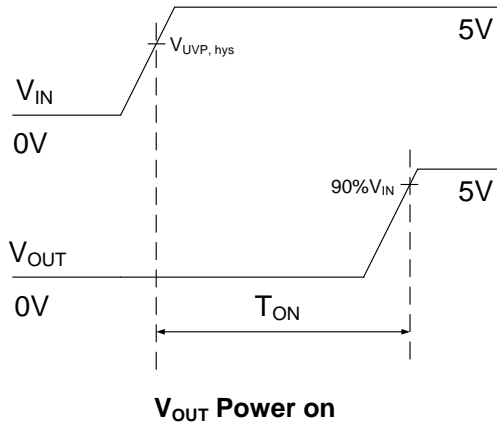 5V
V_UVP, hys
V_IN
0V
90%V_IN
5V
V_OUT
0V
T_ON
V_OUT Power on